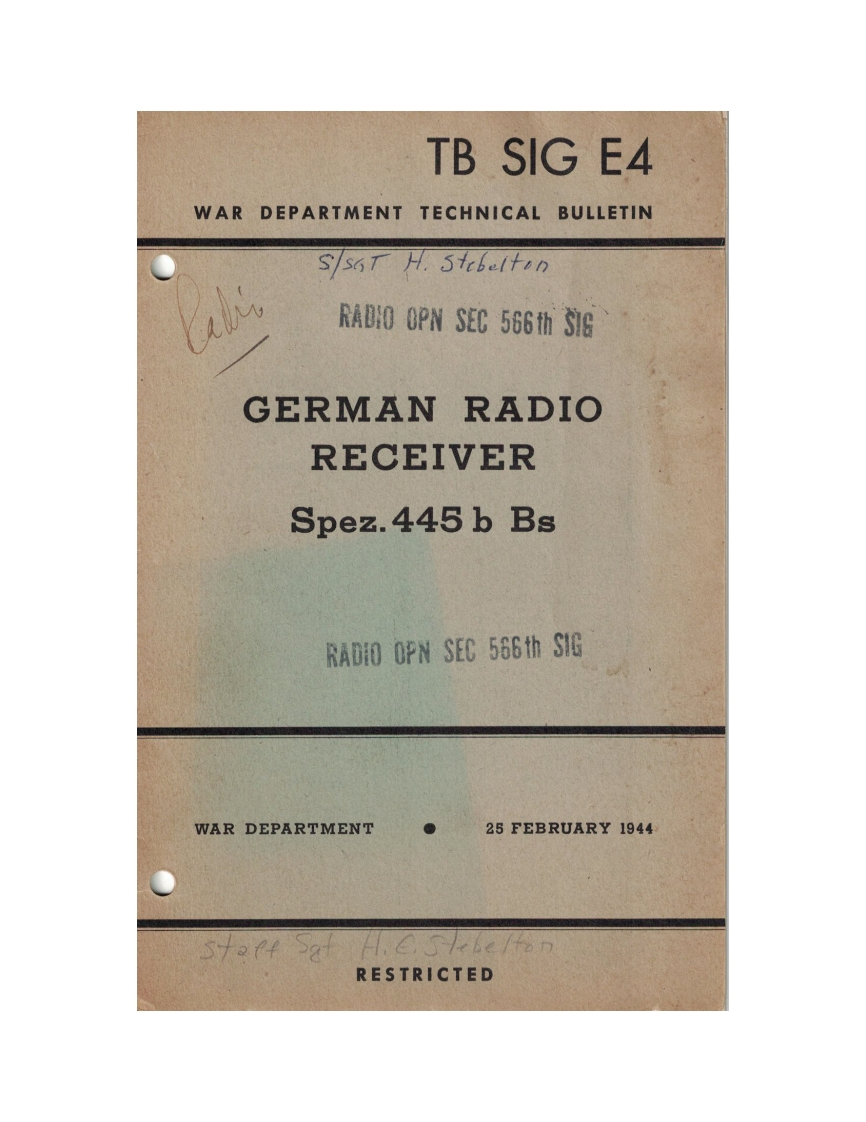 TB SIG E4
WAR DEPARTMENT TECHNICAL BULLETIN
S/SGT H. Stebelton
Radio
RADIO OPN SEC 566th SIG
GERMAN RADIO
RECEIVER
Spez. 445 b Bs
RADIO OPN SEC 566th SIG
WAR DEPARTMENT ● 25 FEBRUARY 1944
Staff Sgt H. C. Stebelton
RESTRICTED